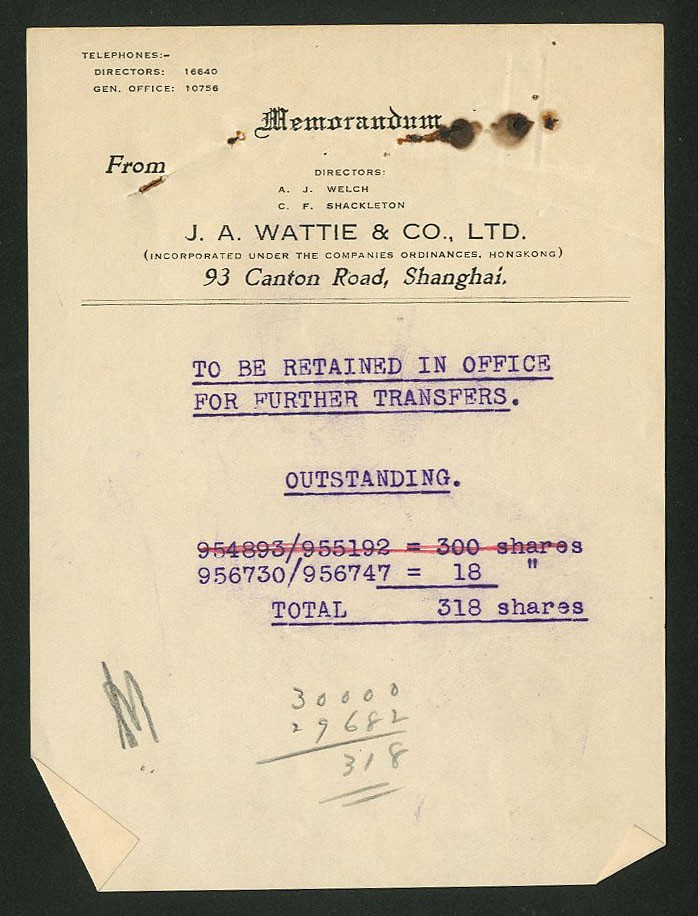 TELEPHONES:-
DIRECTORS: 16640
GEN. OFFICE: 10756
Memorandum
From
DIRECTORS:
A. J. WELCH
C. F. SHACKLETON
J. A. WATTIE & CO., LTD.
(INCORPORATED UNDER THE COMPANIES ORDINANCES, HONGKONG)
93 Canton Road, Shanghai.
TO BE RETAINED IN OFFICE
FOR FURTHER TRANSFERS.
OUTSTANDING.
954893/955192 = 300 shares
956730/956747 = 18 "
TOTAL 318 shares
30000
29682
318